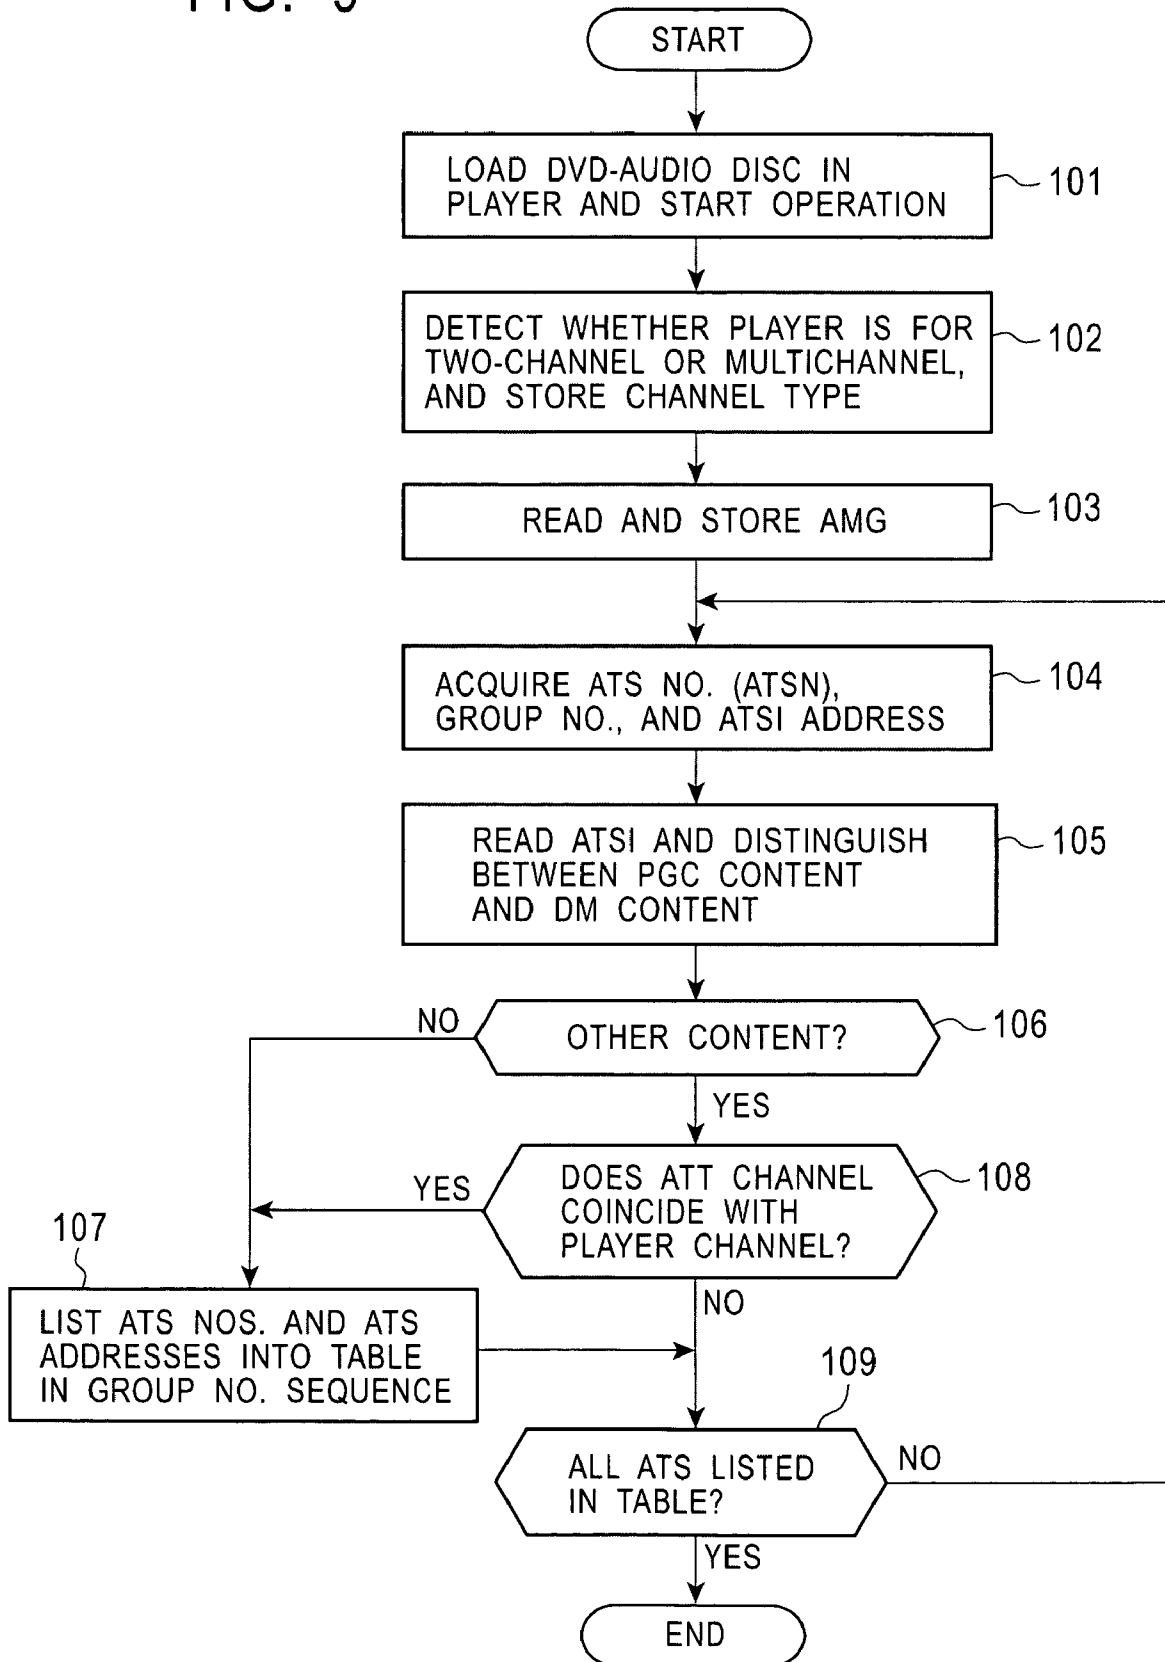 START
LOAD DVD-AUDIO DISC IN
PLAYER AND START OPERATION
101
DETECT WHETHER PLAYER IS FOR
TWO-CHANNEL OR MULTICHANNEL,
AND STORE CHANNEL TYPE
102
READ AND STORE AMG
103
ACQUIRE ATS NO. (ATSN),
GROUP NO., AND ATSI ADDRESS
104
READ ATSI AND DISTINGUISH
BETWEEN PGC CONTENT
AND DM CONTENT
105
NO
OTHER CONTENT?
106
YES
YES
DOES ATT CHANNEL
COINCIDE WITH
PLAYER CHANNEL?
108
107
LIST ATS NOS. AND ATS
ADDRESSES INTO TABLE
IN GROUP NO. SEQUENCE
NO
109
ALL ATS LISTED
IN TABLE?
NO
YES
END